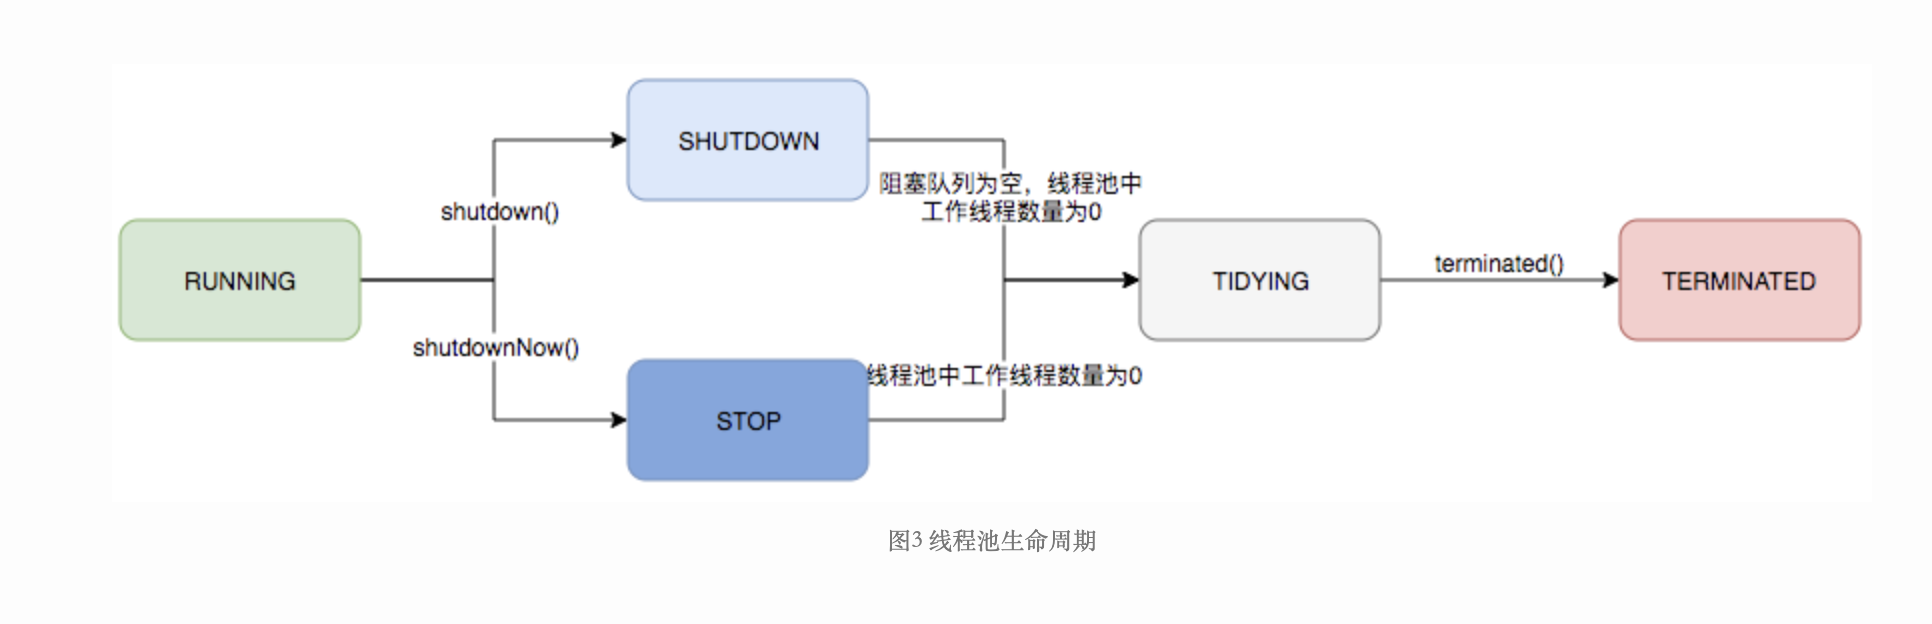 SHUTDOWN
阻塞队列为空，线程池中
工作线程数量为0
shutdown()
RUNNING
TIDYING
terminated()
TERMINATED
shutdownNow()
线程池中工作线程数量为0
STOP
图3 线程池生命周期